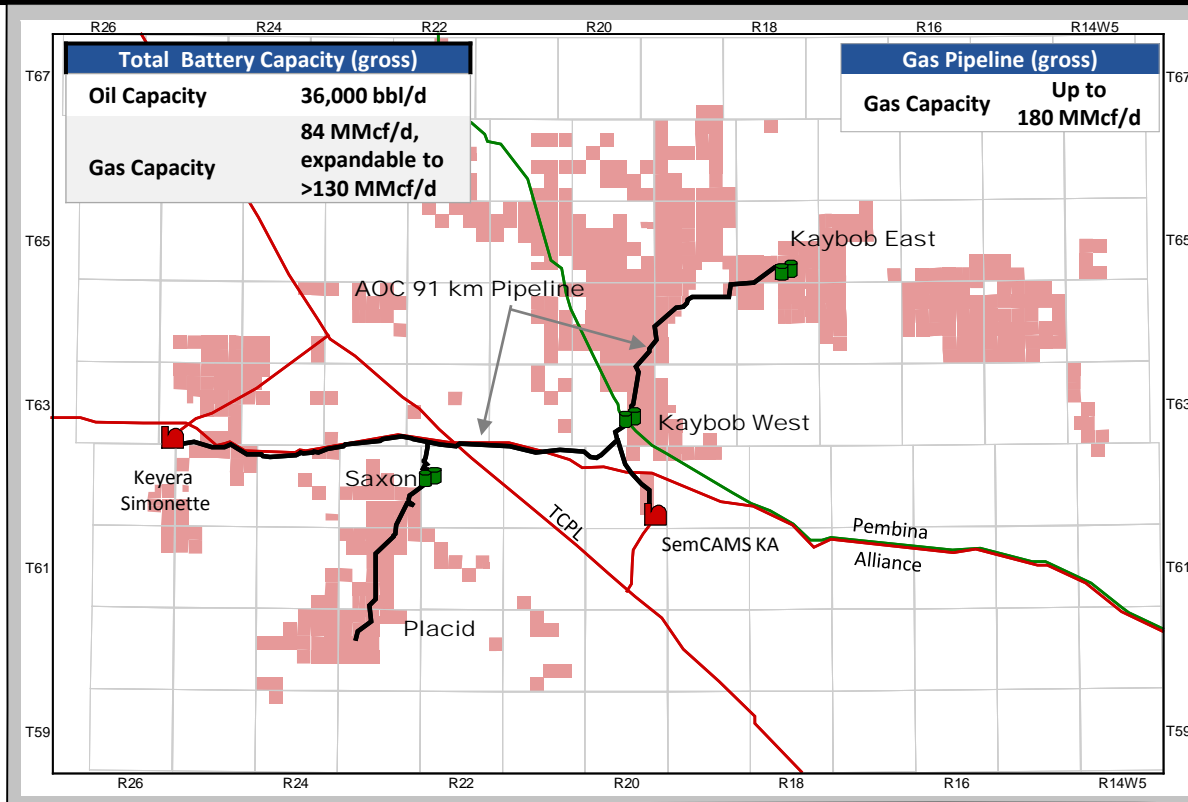 R26 R24 R22 R20 R18 R16 R14W5
Total Battery Capacity (gross)
Oil Capacity 36,000 bbl/d
Gas Capacity 84 MMcf/d,
expandable to
>130 MMcf/d
Gas Pipeline (gross)
Gas Capacity Up to
180 MMcf/d
T67 T67
T65 T65
Kaybob East
AOC 91 km Pipeline
T63 T63
Kaybob West
Keyera
Simonette
Saxon
TCPL
SemCAMS KA
Pembina
Alliance
T61 T61
Placid
T59 T59
R26 R24 R22 R20 R18 R16 R14W5